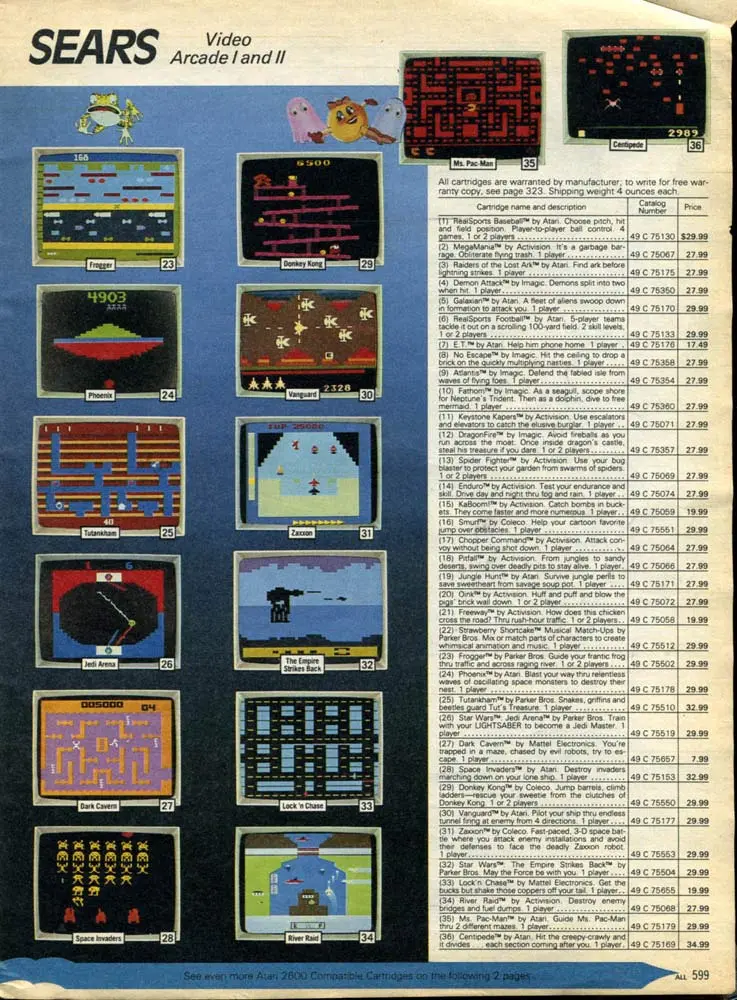 SEARS
Video
Arcade I and II
168
Frogger 23
6500
Donkey Kong 29
Ms. Pac-Man 35
2989
Centipede 36
4903
Phoenix 24
2328
Vanguard 30
40
Tutankham 25
1UP 25600
Zaxxon 31
6
Jedi Arena 26
The Empire
Strikes Back 32
005000 04
Dark Cavern 27
Lock 'n Chase 33
Space Invaders 28
River Raid 34
All cartridges are warranted by manufacturer; to write for free war-
ranty copy, see page 323. Shipping weight 4 ounces each.
Cartridge name and description Catalog Number Price
(1) RealSports Baseball™ by Atari. Choose pitch, hit
and field position. Player-to-player ball control. 4
games, 1 or 2 players 49 C 75130 $29.99
(2) MegaMania™ by Activision. It's a garbage bar-
rage. Obliterate flying trash. 1 player 49 C 75067 27.99
(3) Raiders of the Lost Ark™ by Atari. Find ark before
lightning strikes. 1 player 49 C 75175 27.99
(4) Demon Attack™ by Imagic. Demons split into two
when hit. 1 player 49 C 75350 27.99
(5) Galaxian™ by Atari. A fleet of aliens swoop down
in formation to attack you. 1 player 49 C 75170 29.99
(6) RealSports Football™ by Atari. 5-player teams
tackle it out on a scrolling 100-yard field. 2 skill levels,
1 or 2 players 49 C 75133 29.99
(7) E.T.™ by Atari. Help him phone home. 1 player 49 C 75176 17.49
(8) No Escape™ by Imagic. Hit the ceiling to drop a
brick on the quickly multiplying nasties. 1 player 49 C 75358 27.99
(9) Atlantis™ by Imagic. Defend the fabled isle from
waves of flying foes. 1 player 49 C 75354 27.99
(10) Fathom™ by Imagic. As a seagull, scope shore
for Neptune's Trident. Then as a dolphin, dive to free
mermaid. 1 player 49 C 75360 27.99
(11) Keystone Kapers™ by Activision. Use escalators
and elevators to catch the elusive burglar. 1 player 49 C 75071 27.99
(12) DragonFire™ by Imagic. Avoid fireballs as you
run across the moat. Once inside dragon's castle,
steal his treasure if you dare. 1 or 2 players 49 C 75357 27.99
(13) Spider Fighter™ by Activision. Use your bug
blaster to protect your garden from swarms of spiders.
1 or 2 players 49 C 75069 27.99
(14) Enduro™ by Activision. Test your endurance and
skill. Drive day and night thru fog and rain. 1 player 49 C 75074 27.99
(15) KaBoom!™ by Activision. Catch bombs in buck-
ets. They come faster and more numerous. 1 player 49 C 75059 19.99
(16) Smurf™ by Coleco. Help your cartoon favorite
jump over obstacles. 1 player 49 C 75551 29.99
(17) Chopper Command™ by Activision. Attack con-
voy without being shot down. 1 player 49 C 75064 27.99
(18) Pitfall™ by Activision. From jungles to sandy
deserts, swing over deadly pits to stay alive. 1 player 49 C 75066 27.99
(19) Jungle Hunt™ by Atari. Survive jungle perils to
save sweetheart from savage soup pot. 1 player 49 C 75171 27.99
(20) Oink™ by Activision. Huff and puff and blow the
pigs' brick wall down. 1 or 2 player 49 C 75072 27.99
(21) Freeway™ by Activision. How does this chicken
cross the road? Thru rush-hour traffic. 1 or 2 players 49 C 75058 19.99
(22) Strawberry Shortcake™ Musical Match-Ups by
Parker Bros. Mix or match parts of characters to create
whimsical animation and music. 1 player 49 C 75512 29.99
(23) Frogger™ by Parker Bros. Guide your frantic frog
thru traffic and across raging river. 1 or 2 players 49 C 75502 29.99
(24) Phoenix™ by Atari. Blast your way thru relentless
waves of oscillating space monsters to destroy their
nest. 1 player 49 C 75178 29.99
(25) Tutankham™ by Parker Bros. Snakes, griffins and
beetles guard Tut's Treasure. 1 player 49 C 75510 32.99
(26) Star Wars™: Jedi Arena™ by Parker Bros. Train
with your LIGHTSABER to become a Jedi Master. 1
player 49 C 75519 29.99
(27) Dark Cavern™ by Mattel Electronics. You're
trapped in a maze, chased by evil robots, try to es-
cape. 1 player 49 C 75657 7.99
(28) Space Invaders™ by Atari. Destroy invaders
marching down on your lone ship. 1 player 49 C 75153 32.99
(29) Donkey Kong™ by Coleco. Jump barrels, climb
ladders—rescue your sweetie from the clutches of
Donkey Kong. 1 or 2 players 49 C 75550 29.99
(30) Vanguard™ by Atari. Pilot your ship thru endless
tunnel firing at enemy from 4 directions. 1 player 49 C 75177 29.99
(31) Zaxxon™ by Coleco. Fast-paced, 3-D space bat-
tle where you attack enemy installations and avoid
their defenses to face the deadly Zaxxon robot.
1 player 49 C 75553 29.99
(32) Star Wars™: The Empire Strikes Back™ by
Parker Bros. May the Force be with you. 1 player 49 C 75504 29.99
(33) Lock'n Chase™ by Mattel Electronics. Get the
bucks but shake those coppers off your tail. 1 player 49 C 75655 19.99
(34) River Raid™ by Activision. Destroy enemy
bridges and fuel dumps. 1 player 49 C 75068 27.99
(35) Ms. Pac-Man™ by Atari. Guide Ms. Pac-Man
thru 2 different mazes. 1 player 49 C 75179 29.99
(36) Centipede™ by Atari. Hit the creepy-crawly and
it divides . . . each section coming after you. 1 player 49 C 75169 34.99
See even more Atari 2600 Compatible Cartridges on the following 2 pages
ALL 599